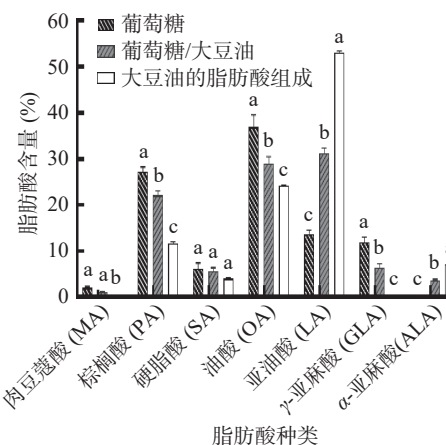 60
50
40
30
20
10
0
脂肪酸含量 (%)
葡萄糖
葡萄糖/大豆油
大豆油的脂肪酸组成
a a b
a b c
a a a
a b c
c b a
a b c
c b
肉豆蔻酸 (MA)
棕榈酸 (PA)
硬脂酸 (SA)
油酸 (OA)
亚油酸 (LA)
γ-亚麻酸 (GLA)
α-亚麻酸(ALA)
脂肪酸种类